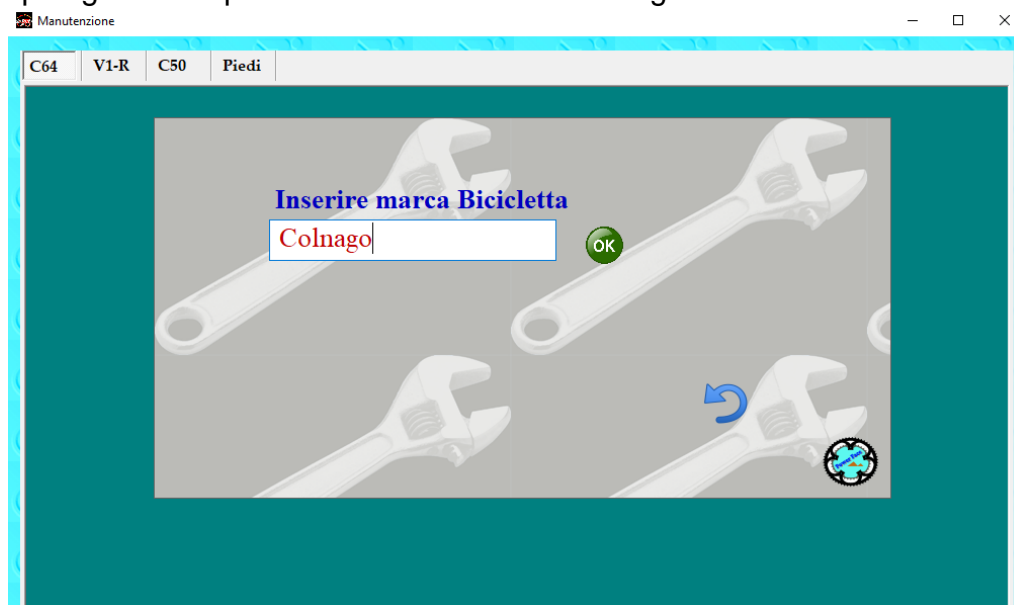 Manutenzione
C64 V1-R C50 Piedi
Inserire marca Bicicletta
Colnago
OK